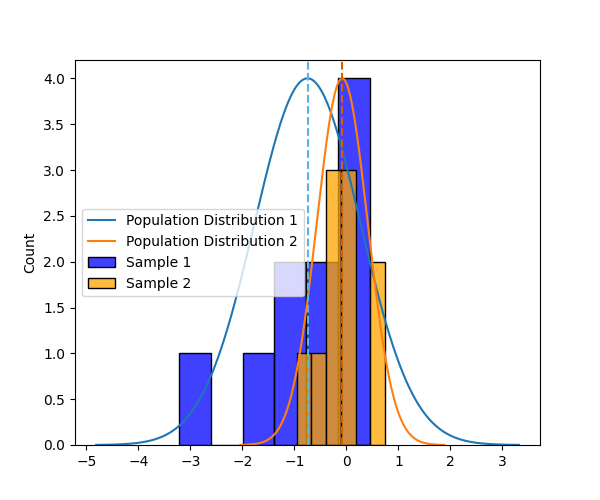 4.0
3.5
3.0
2.5
2.0
1.5
1.0
0.5
0.0
Count
Population Distribution 1
Population Distribution 2
Sample 1
Sample 2
−5 −4 −3 −2 −1 0 1 2 3